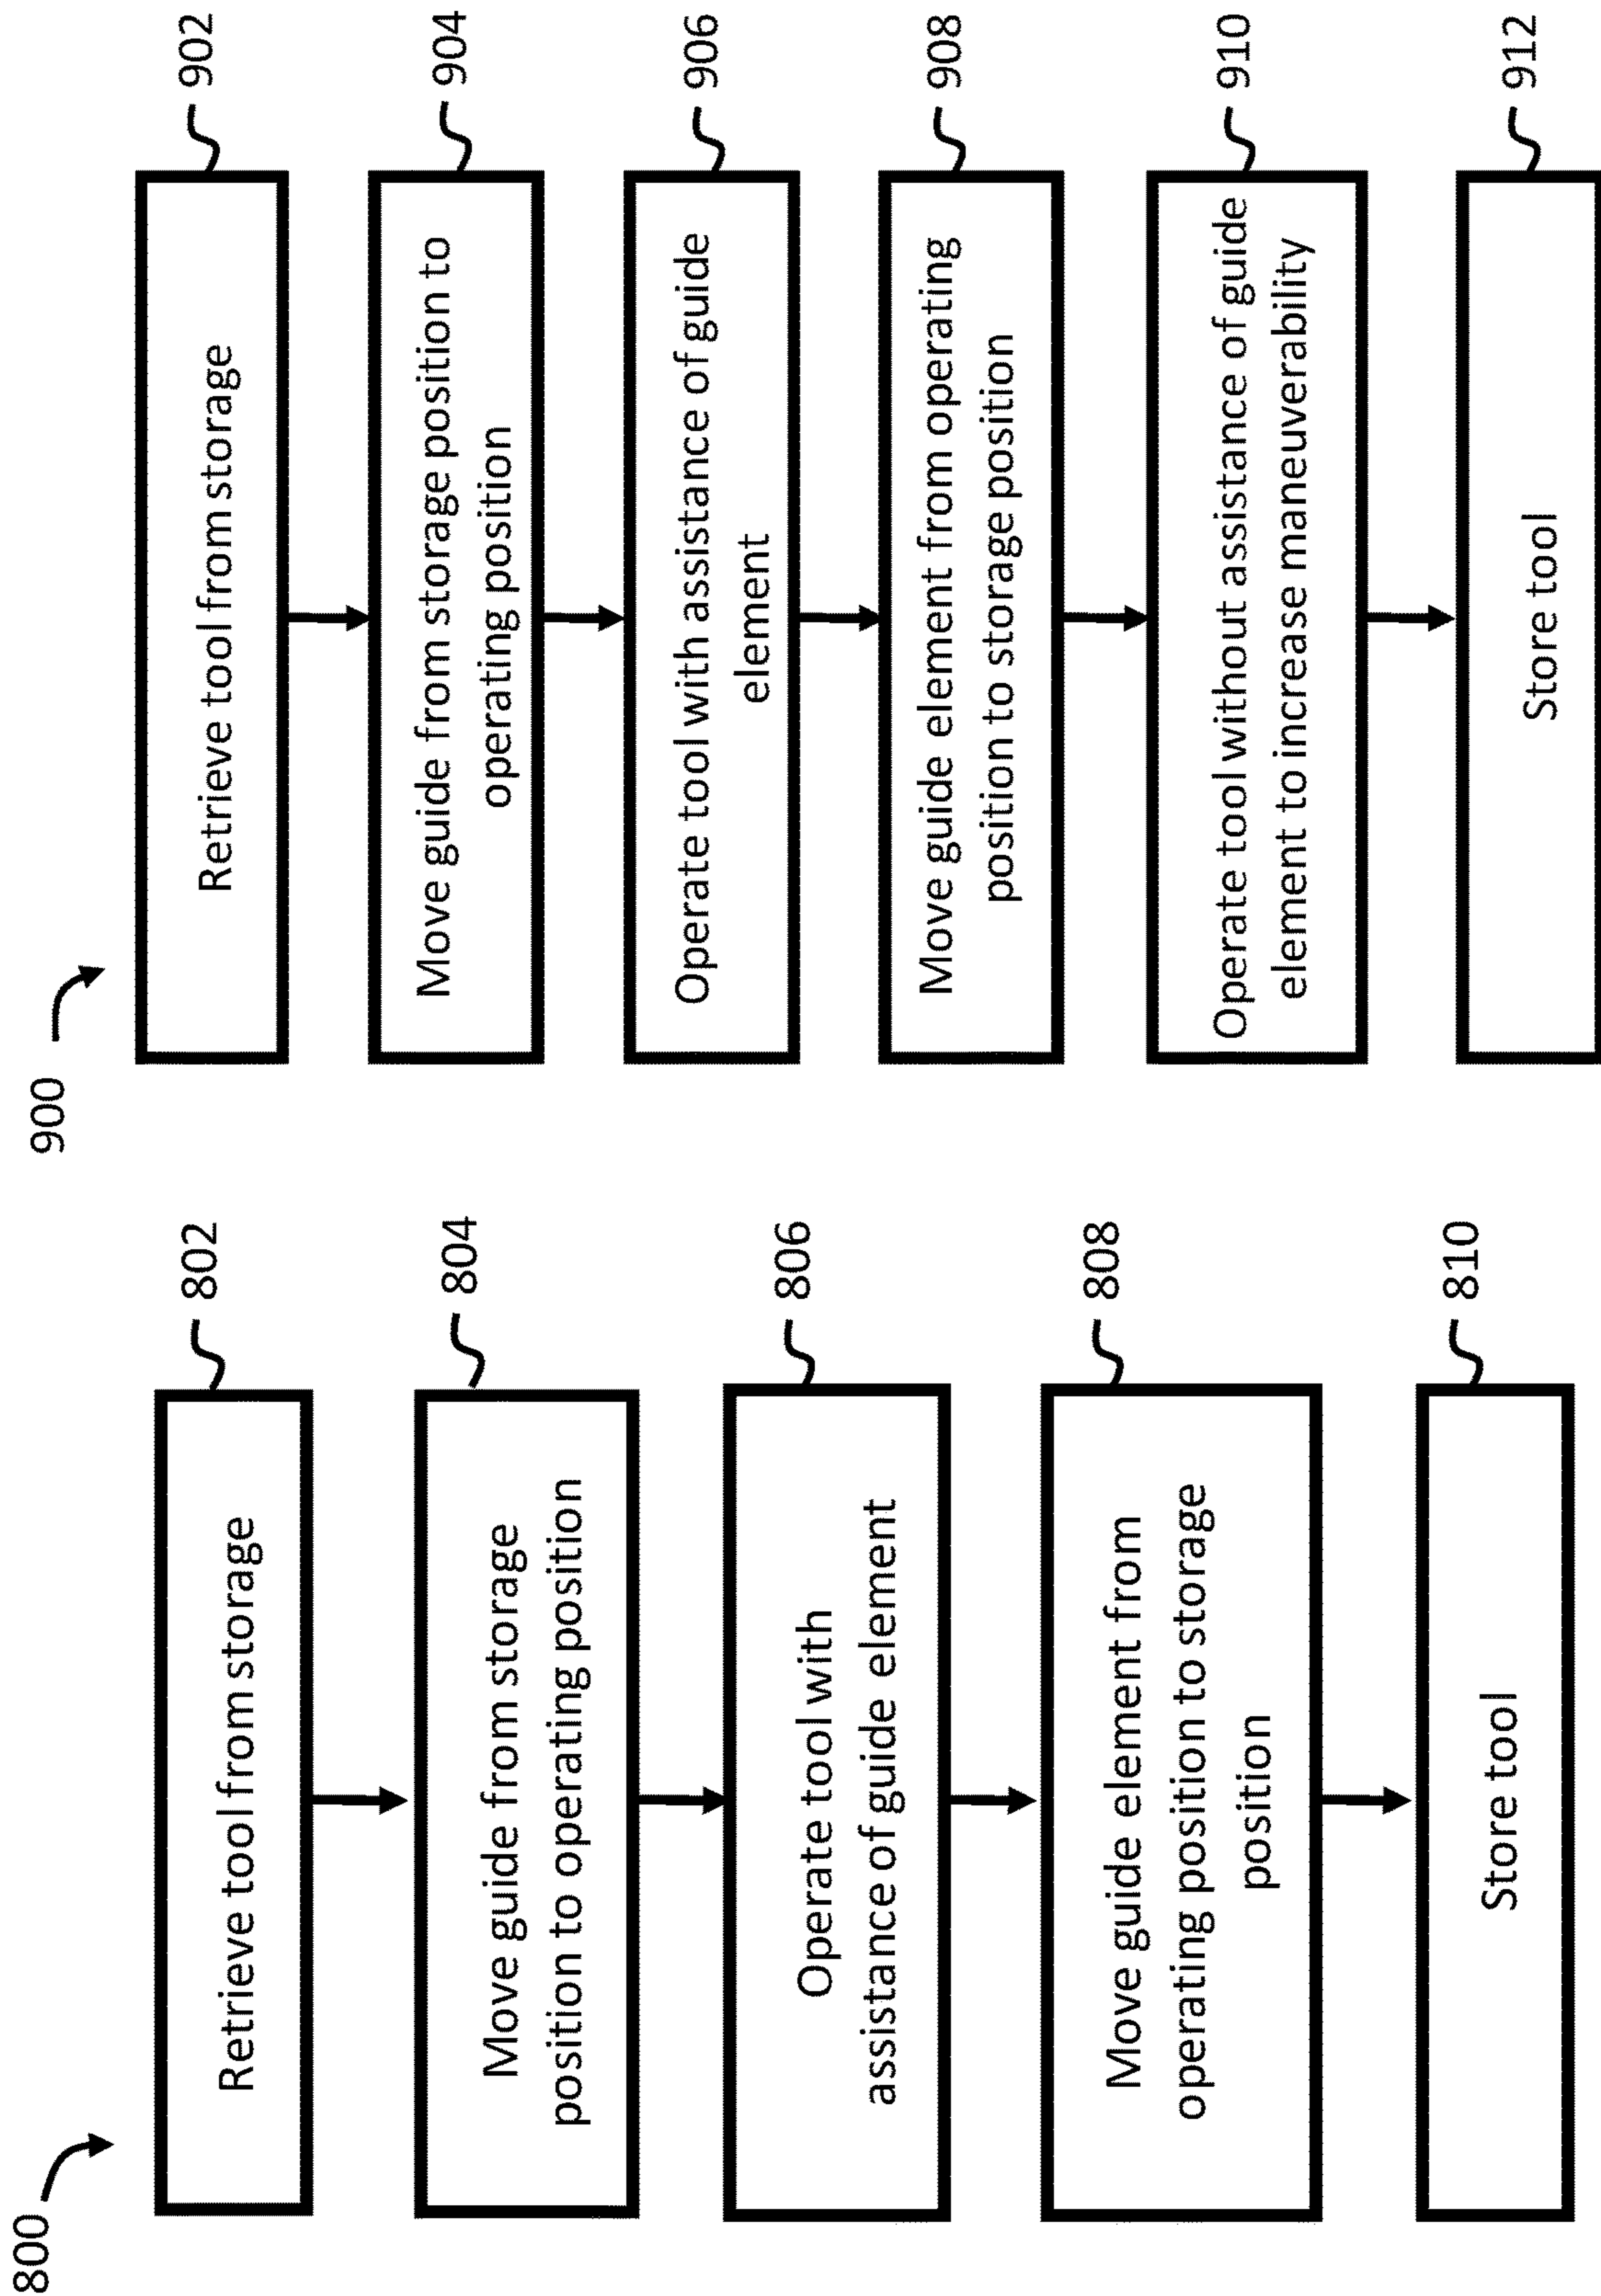 800
Retrieve tool from storage
802
Move guide from storage
position to operating position
804
Operate tool with
assistance of guide element
806
Move guide element from
operating position to storage
position
808
Store tool
810
900
Retrieve tool from storage
902
Move guide from storage position to
operating position
904
Operate tool with assistance of guide
element
906
Move guide element from operating
position to storage position
908
Operate tool without assistance of guide
element to increase maneuverability
910
Store tool
912